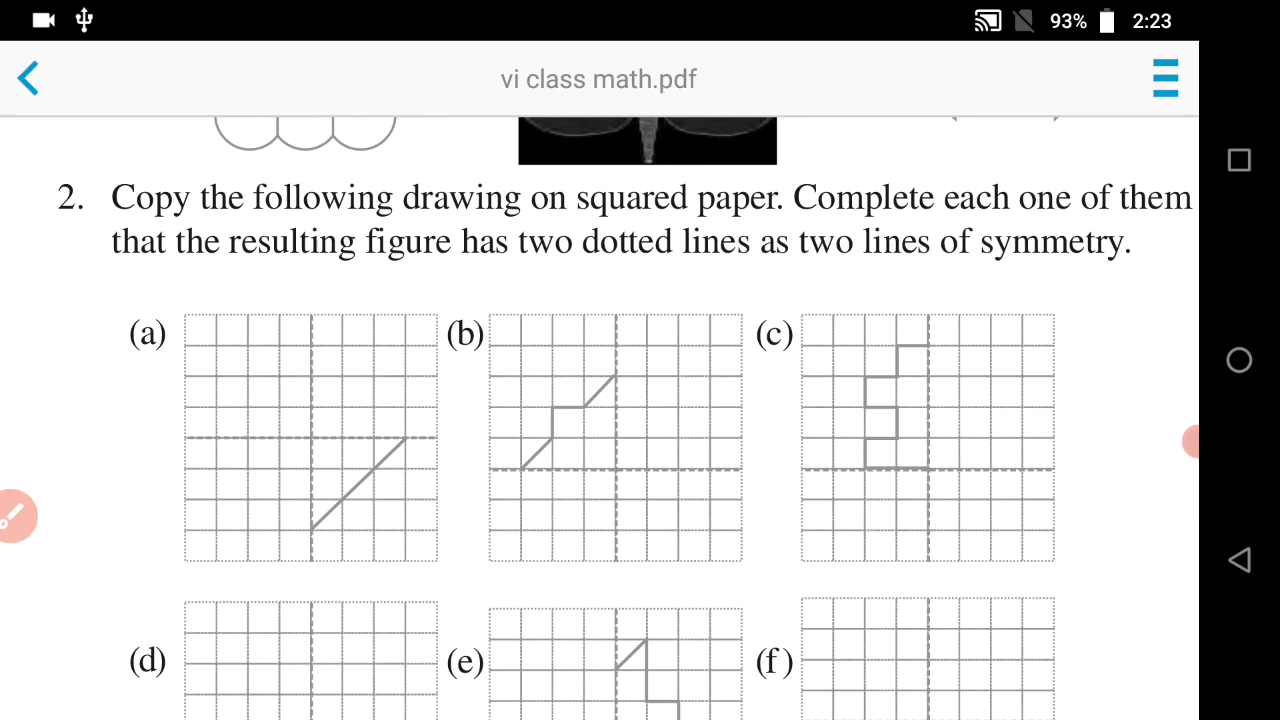 93% 2:23
vi class math.pdf
2. Copy the following drawing on squared paper. Complete each one of them
that the resulting figure has two dotted lines as two lines of symmetry.
(a) (b) (c)
(d) (e) (f)